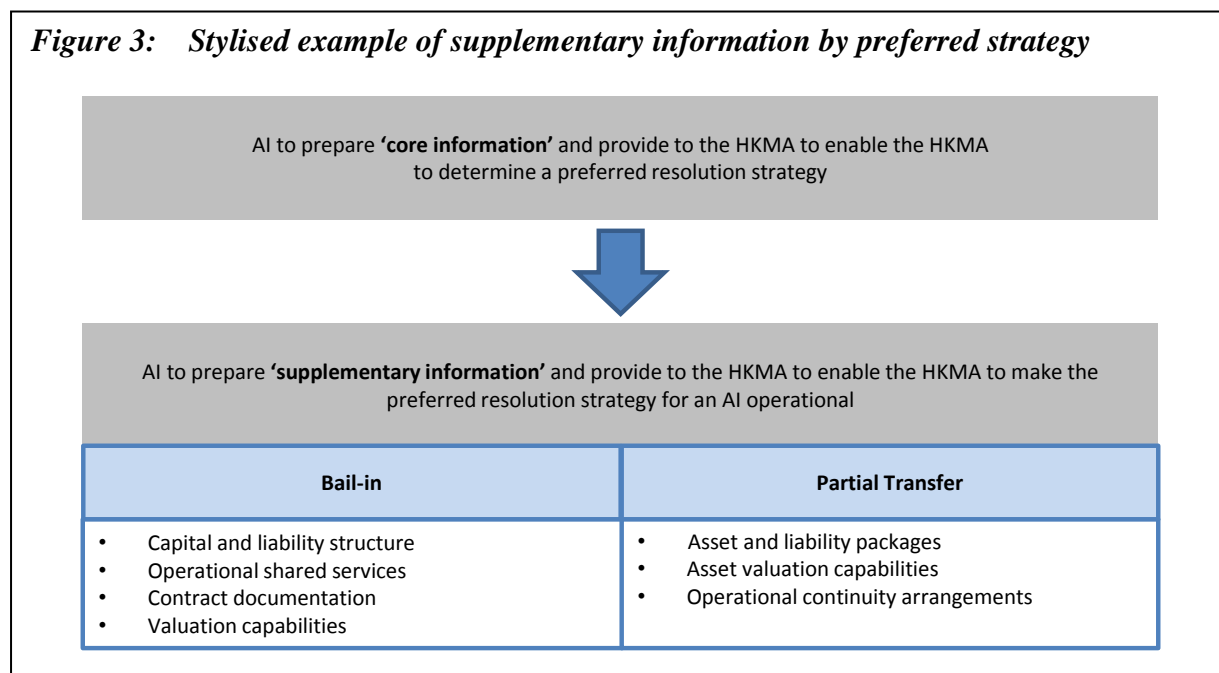 Figure 3: Stylised example of supplementary information by preferred strategy
AI to prepare ‘core information’ and provide to the HKMA to enable the HKMA
to determine a preferred resolution strategy
AI to prepare ‘supplementary information’ and provide to the HKMA to enable the HKMA to make the
preferred resolution strategy for an AI operational
Bail-in
• Capital and liability structure
• Operational shared services
• Contract documentation
• Valuation capabilities
Partial Transfer
• Asset and liability packages
• Asset valuation capabilities
• Operational continuity arrangements